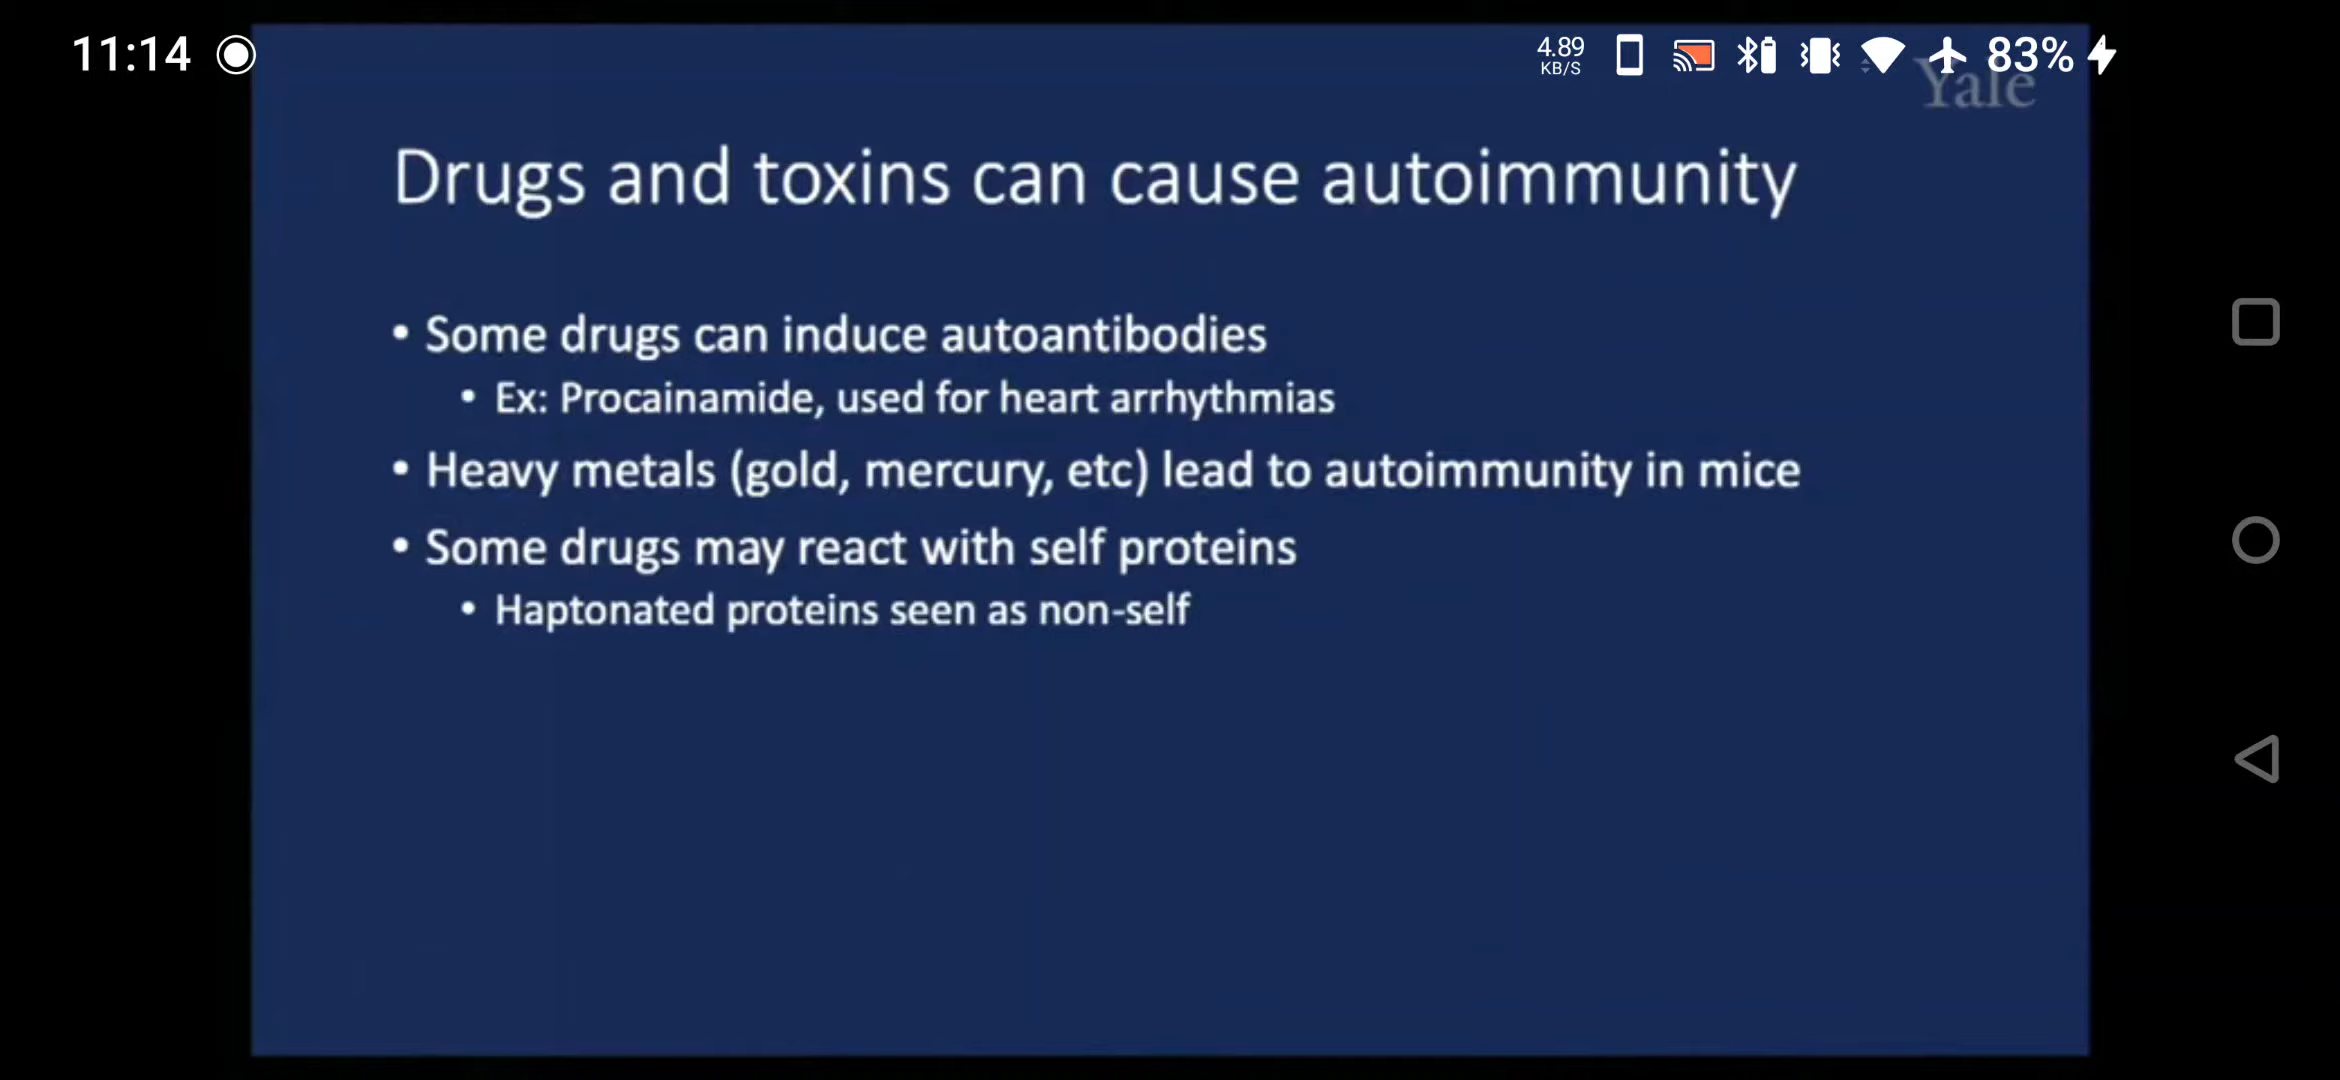 11:14
4.89
KB/S
83%
Yale
Drugs and toxins can cause autoimmunity
• Some drugs can induce autoantibodies
• Ex: Procainamide, used for heart arrhythmias
• Heavy metals (gold, mercury, etc) lead to autoimmunity in mice
• Some drugs may react with self proteins
• Haptonated proteins seen as non-self